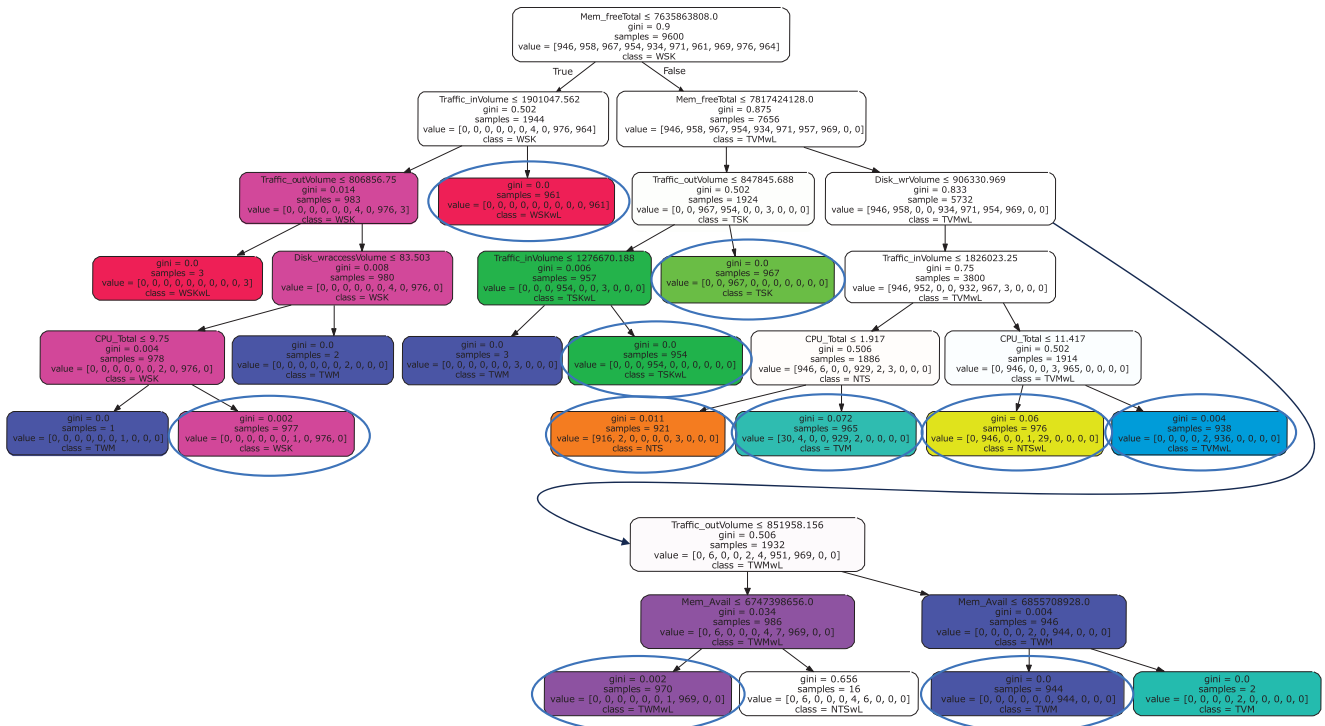 Mem_freeTotal ≤ 7635863808.0
gini = 0.9
samples = 9600
value = [946, 958, 967, 954, 934, 971, 961, 969, 976, 964]
class = WSK
True
False
Traffic_inVolume ≤ 1901047.562
gini = 0.502
samples = 1944
value = [0, 0, 0, 0, 0, 0, 4, 0, 976, 964]
class = WSK
Mem_freeTotal ≤ 7817424128.0
gini = 0.875
samples = 7656
value = [946, 958, 967, 954, 934, 971, 957, 969, 0, 0]
class = TVMwL
Traffic_outVolume ≤ 806856.75
gini = 0.014
samples = 983
value = [0, 0, 0, 0, 0, 0, 4, 0, 976, 3]
class = WSK
gini = 0.0
samples = 961
value = [0, 0, 0, 0, 0, 0, 0, 0, 0, 961]
class = WSKwL
Traffic_outVolume ≤ 847845.688
gini = 0.502
samples = 1924
value = [0, 0, 967, 954, 0, 0, 3, 0, 0, 0]
class = TSK
Disk_wrVolume ≤ 906330.969
gini = 0.833
sample = 5732
value = [946, 958, 0, 0, 934, 971, 954, 969, 0, 0]
class = TVMwL
gini = 0.0
samples = 3
value = [0, 0, 0, 0, 0, 0, 0, 0, 0, 3]
class = WSKwL
Disk_wraccessVolume ≤ 83.503
gini = 0.008
samples = 980
value = [0, 0, 0, 0, 0, 0, 4, 0, 976, 0]
class = WSK
Traffic_inVolume ≤ 1276670.188
gini = 0.006
samples = 957
value = [0, 0, 0, 954, 0, 0, 3, 0, 0, 0]
class = TSKwL
gini = 0.0
samples = 967
value = [0, 0, 967, 0, 0, 0, 0, 0, 0, 0]
class = TSK
Traffic_inVolume ≤ 1826023.25
gini = 0.75
samples = 3800
value = [946, 952, 0, 0, 932, 967, 3, 0, 0, 0]
class = TVMwL
CPU_Total ≤ 9.75
gini = 0.004
samples = 978
value = [0, 0, 0, 0, 0, 0, 2, 0, 976, 0]
class = WSK
gini = 0.0
samples = 2
value = [0, 0, 0, 0, 0, 0, 2, 0, 0, 0]
class = TWM
gini = 0.0
samples = 3
value = [0, 0, 0, 0, 0, 0, 3, 0, 0, 0]
class = TWM
gini = 0.0
samples = 954
value = [0, 0, 0, 954, 0, 0, 0, 0, 0, 0]
class = TSKwL
CPU_Total ≤ 1.917
gini = 0.506
samples = 1886
value = [946, 6, 0, 0, 929, 2, 3, 0, 0, 0]
class = NTS
CPU_Total ≤ 11.417
gini = 0.502
samples = 1914
value = [0, 946, 0, 0, 3, 965, 0, 0, 0, 0]
class = TVMwL
gini = 0.0
samples = 1
value = [0, 0, 0, 0, 0, 0, 1, 0, 0, 0]
class = TWM
gini = 0.002
samples = 977
value = [0, 0, 0, 0, 0, 0, 1, 0, 976, 0]
class = WSK
gini = 0.011
samples = 921
value = [916, 2, 0, 0, 0, 0, 3, 0, 0, 0]
class = NTS
gini = 0.072
samples = 965
value = [30, 4, 0, 0, 929, 2, 0, 0, 0, 0]
class = TVM
gini = 0.06
samples = 976
value = [0, 946, 0, 0, 1, 29, 0, 0, 0, 0]
class = NTSwL
gini = 0.004
samples = 938
value = [0, 0, 0, 0, 2, 936, 0, 0, 0, 0]
class = TVMwL
Traffic_outVolume ≤ 851958.156
gini = 0.506
samples = 1932
value = [0, 6, 0, 0, 2, 4, 951, 969, 0, 0]
class = TWMwL
Mem_Avail ≤ 6747398656.0
gini = 0.034
samples = 986
value = [0, 6, 0, 0, 0, 4, 7, 969, 0, 0]
class = TWMwL
Mem_Avail ≤ 6855708928.0
gini = 0.004
samples = 946
value = [0, 0, 0, 0, 2, 0, 944, 0, 0, 0]
class = TWM
gini = 0.002
samples = 970
value = [0, 0, 0, 0, 0, 0, 1, 969, 0, 0]
class = TWMwL
gini = 0.656
samples = 16
value = [0, 6, 0, 0, 0, 4, 6, 0, 0, 0]
class = NTSwL
gini = 0.0
samples = 944
value = [0, 0, 0, 0, 0, 0, 944, 0, 0, 0]
class = TWM
gini = 0.0
samples = 2
value = [0, 0, 0, 0, 2, 0, 0, 0, 0, 0]
class = TVM